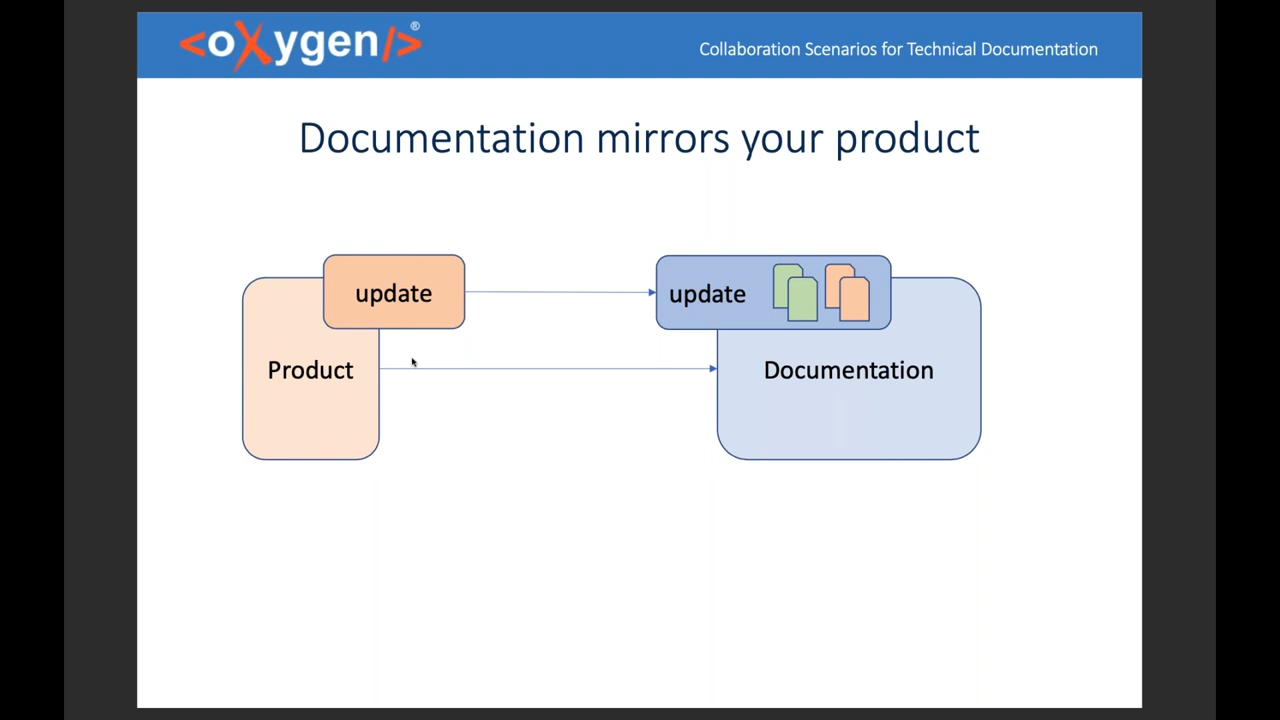 <oXygen/>®
Collaboration Scenarios for Technical Documentation
Documentation mirrors your product
update
update
Product
Documentation